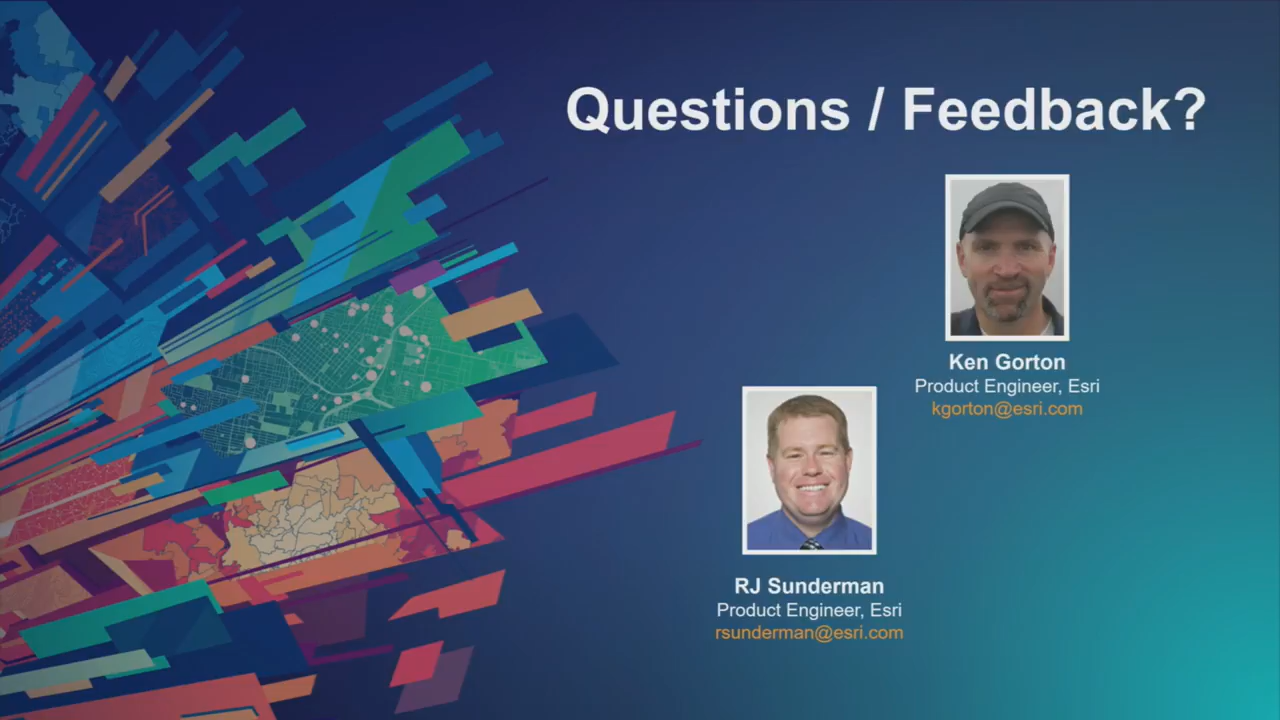 Questions / Feedback?
Ken Gorton
Product Engineer, Esri
kgorton@esri.com
RJ Sunderman
Product Engineer, Esri
rsunderman@esri.com